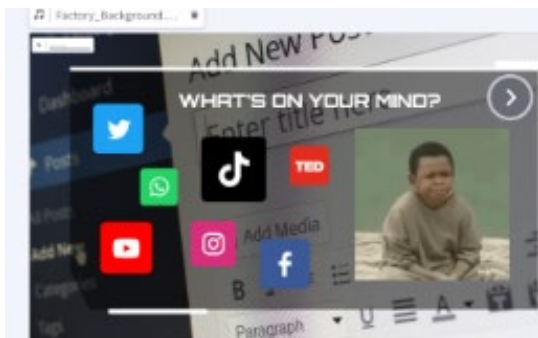 Factory_Background....
Add New Pos
WHAT'S ON YOUR MIND?
Enter title here
Dashboard
Posts
TED
All Posts
Add New
Add Media
Categories
B
Tags
Paragraph
U
A